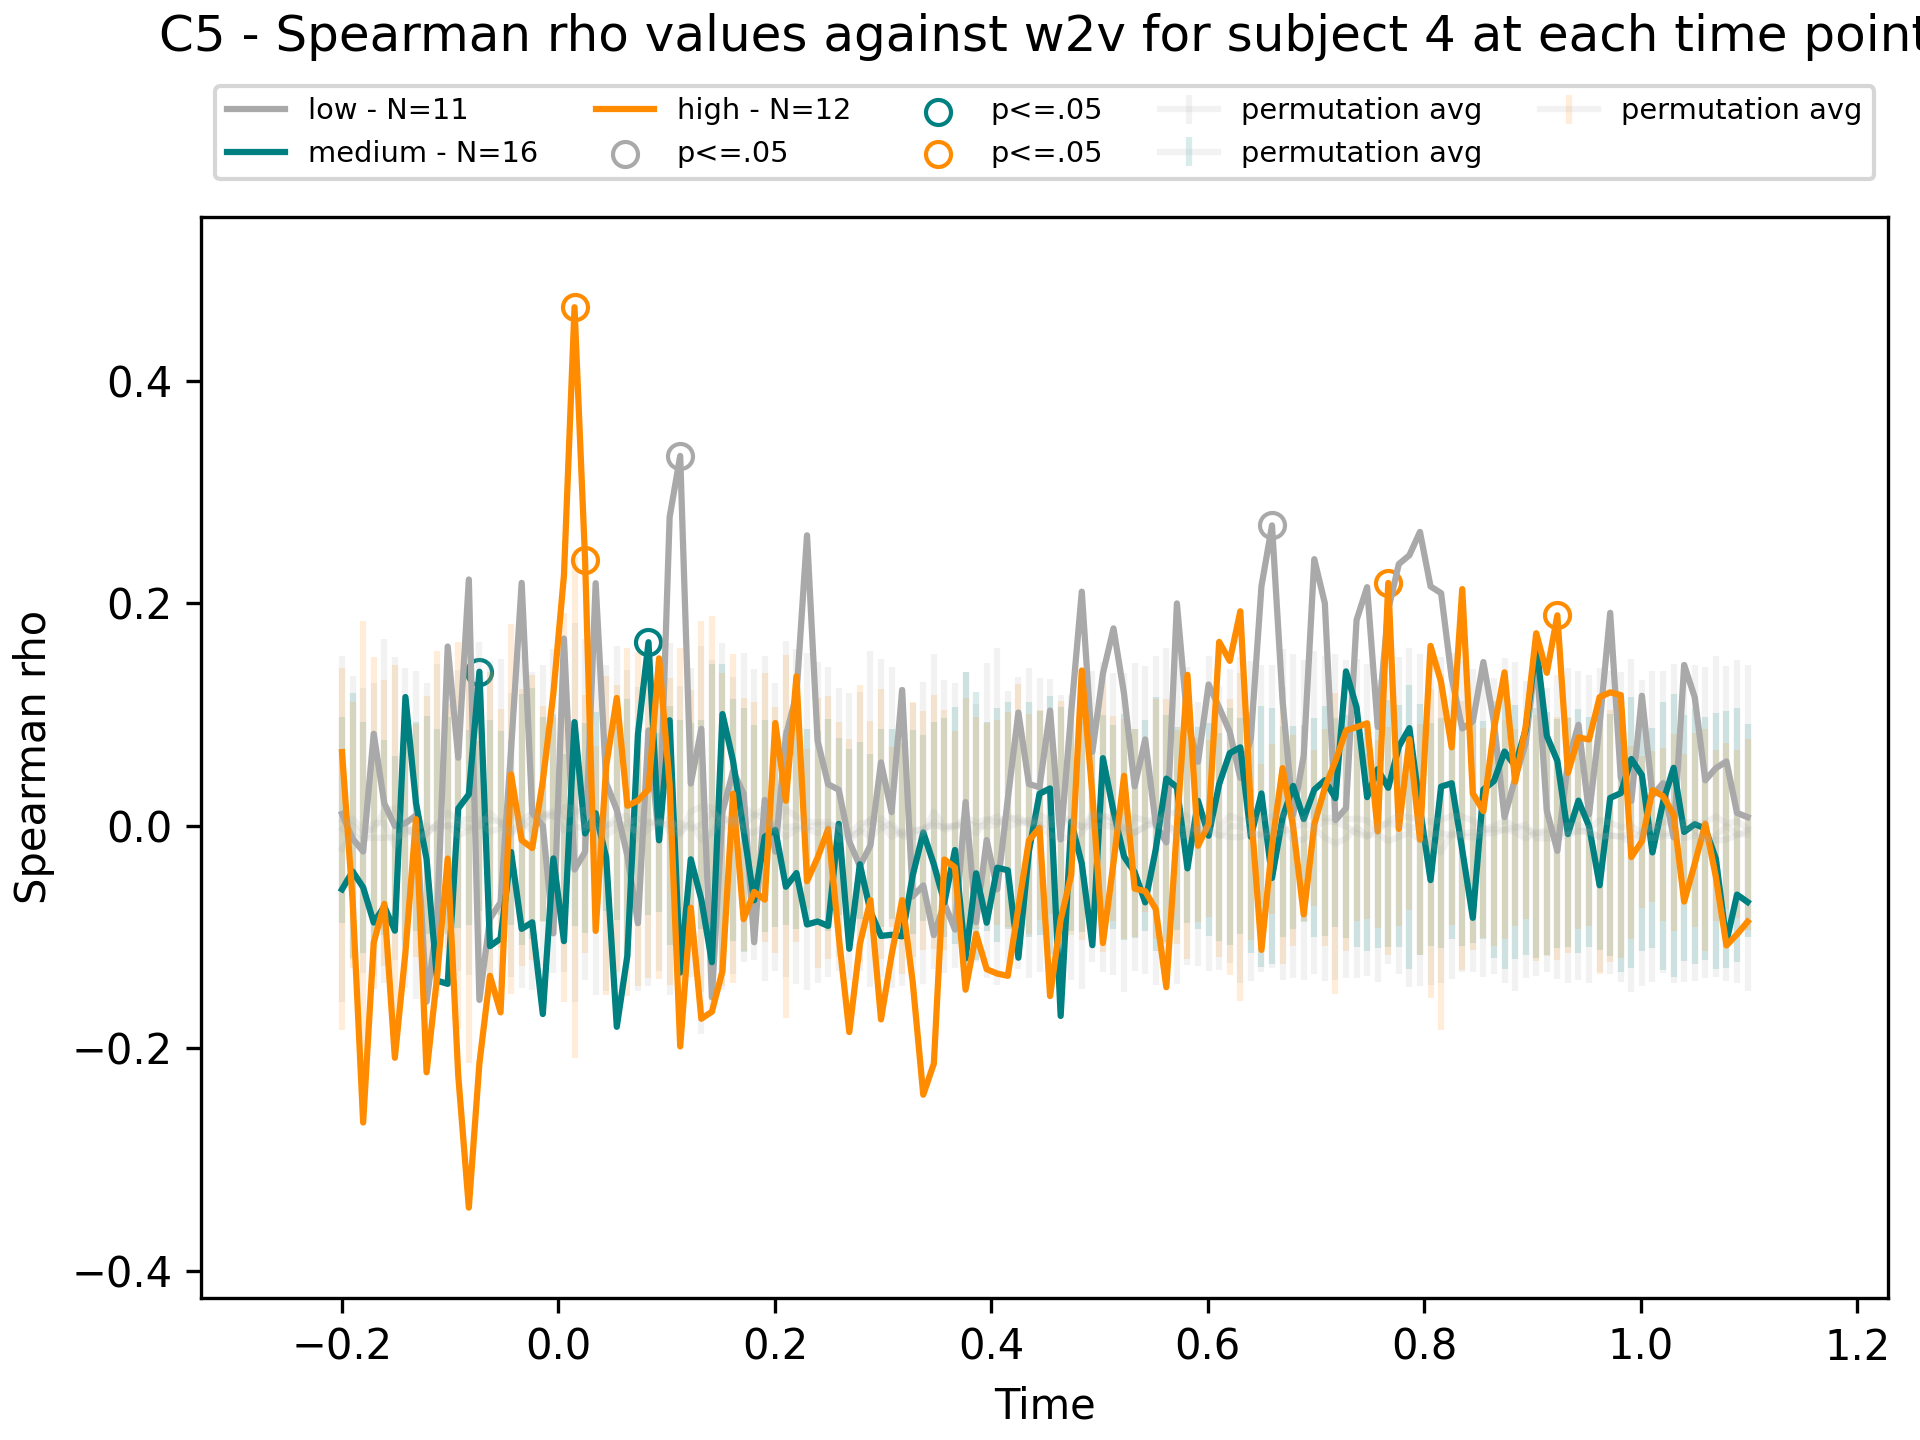 C5 - Spearman rho values against w2v for subject 4 at each time point
low - N=11
medium - N=16
high - N=12
p<=.05
p<=.05
p<=.05
permutation avg
permutation avg
permutation avg
Spearman rho
0.4
0.2
0.0
−0.2
−0.4
−0.2
0.0
0.2
0.4
0.6
0.8
1.0
1.2
Time